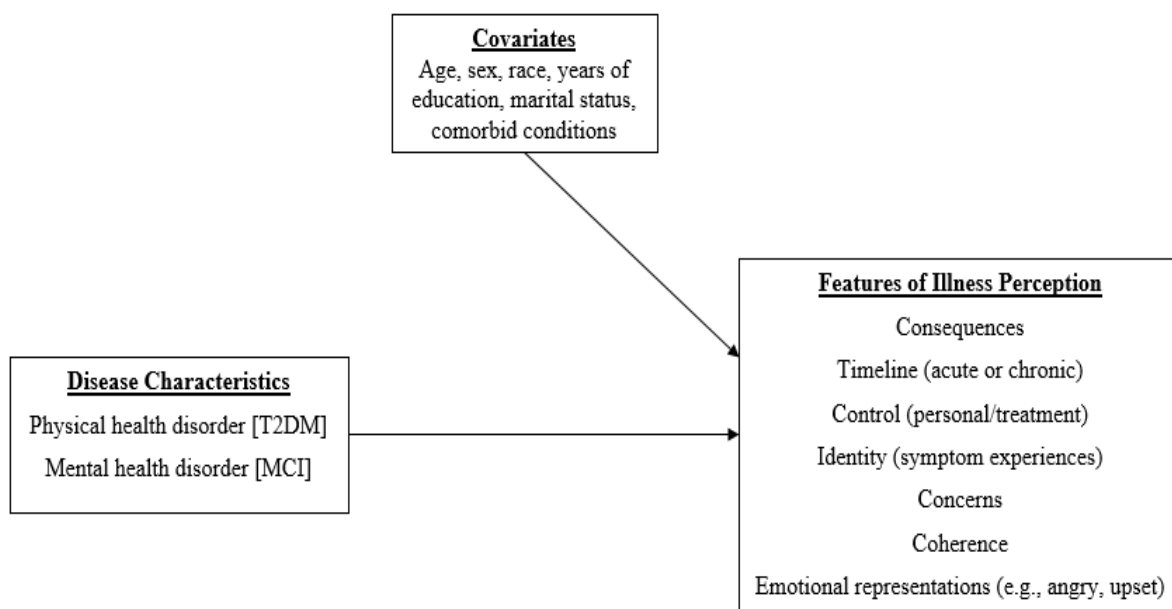 Covariates
Age, sex, race, years of
education, marital status,
comorbid conditions
Features of Illness Perception
Consequences
Timeline (acute or chronic)
Control (personal/treatment)
Identity (symptom experiences)
Concerns
Coherence
Emotional representations (e.g., angry, upset)
Disease Characteristics
Physical health disorder [T2DM]
Mental health disorder [MCI]